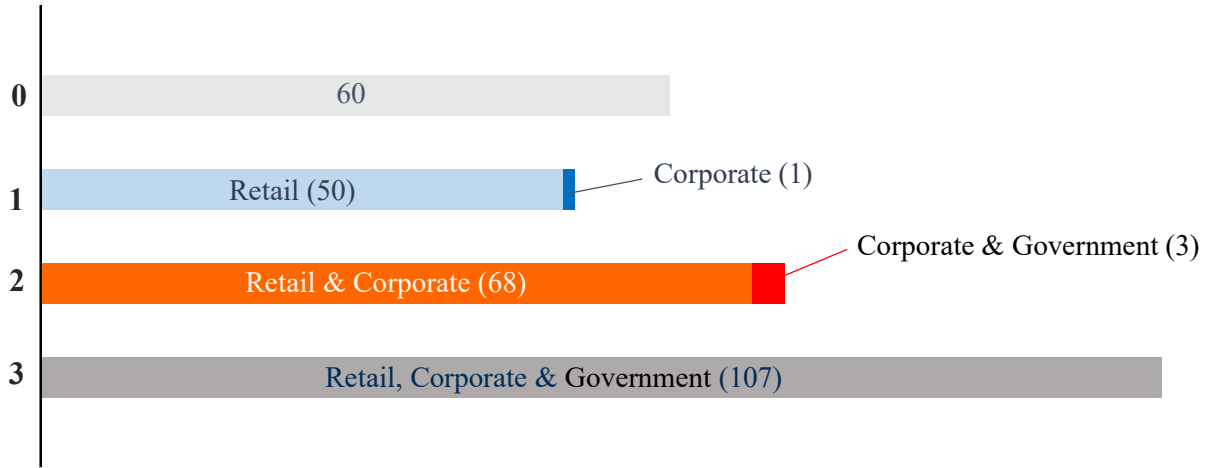 0
60
1
Retail (50)
Corporate (1)
2
Retail & Corporate (68)
Corporate & Government (3)
3
Retail, Corporate & Government (107)